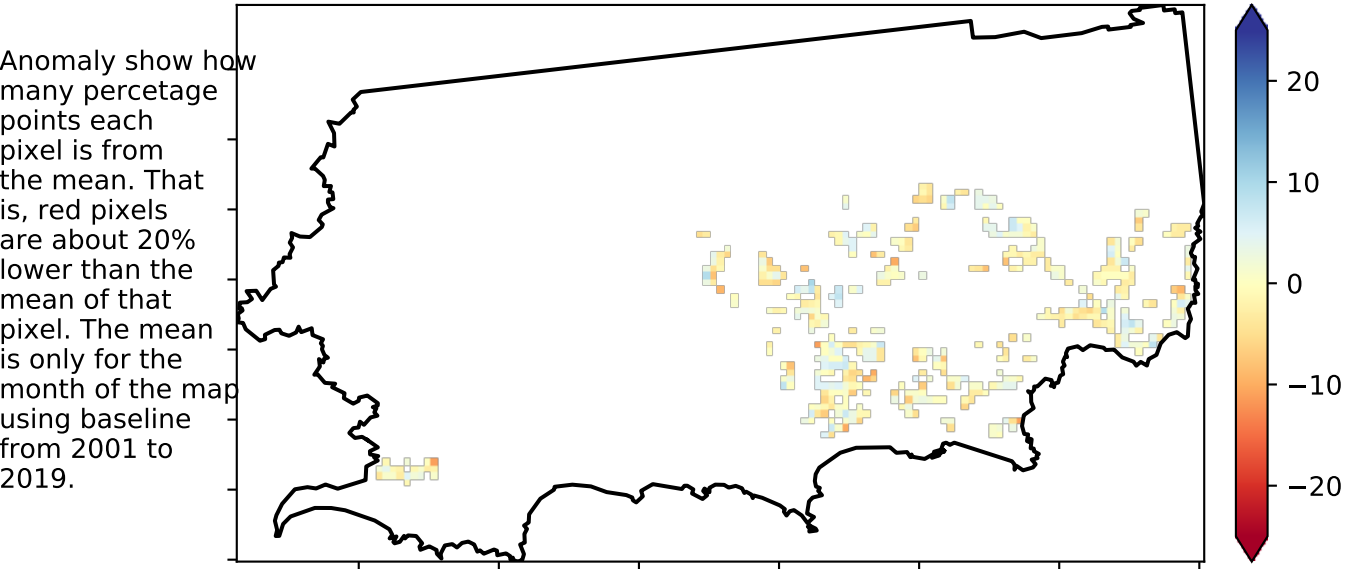 Anomaly show how
many percetage
points each
pixel is from
the mean. That
is, red pixels
are about 20%
lower than the
mean of that
pixel. The mean
is only for the
month of the map
using baseline
from 2001 to
2019.
20
10
0
−10
−20